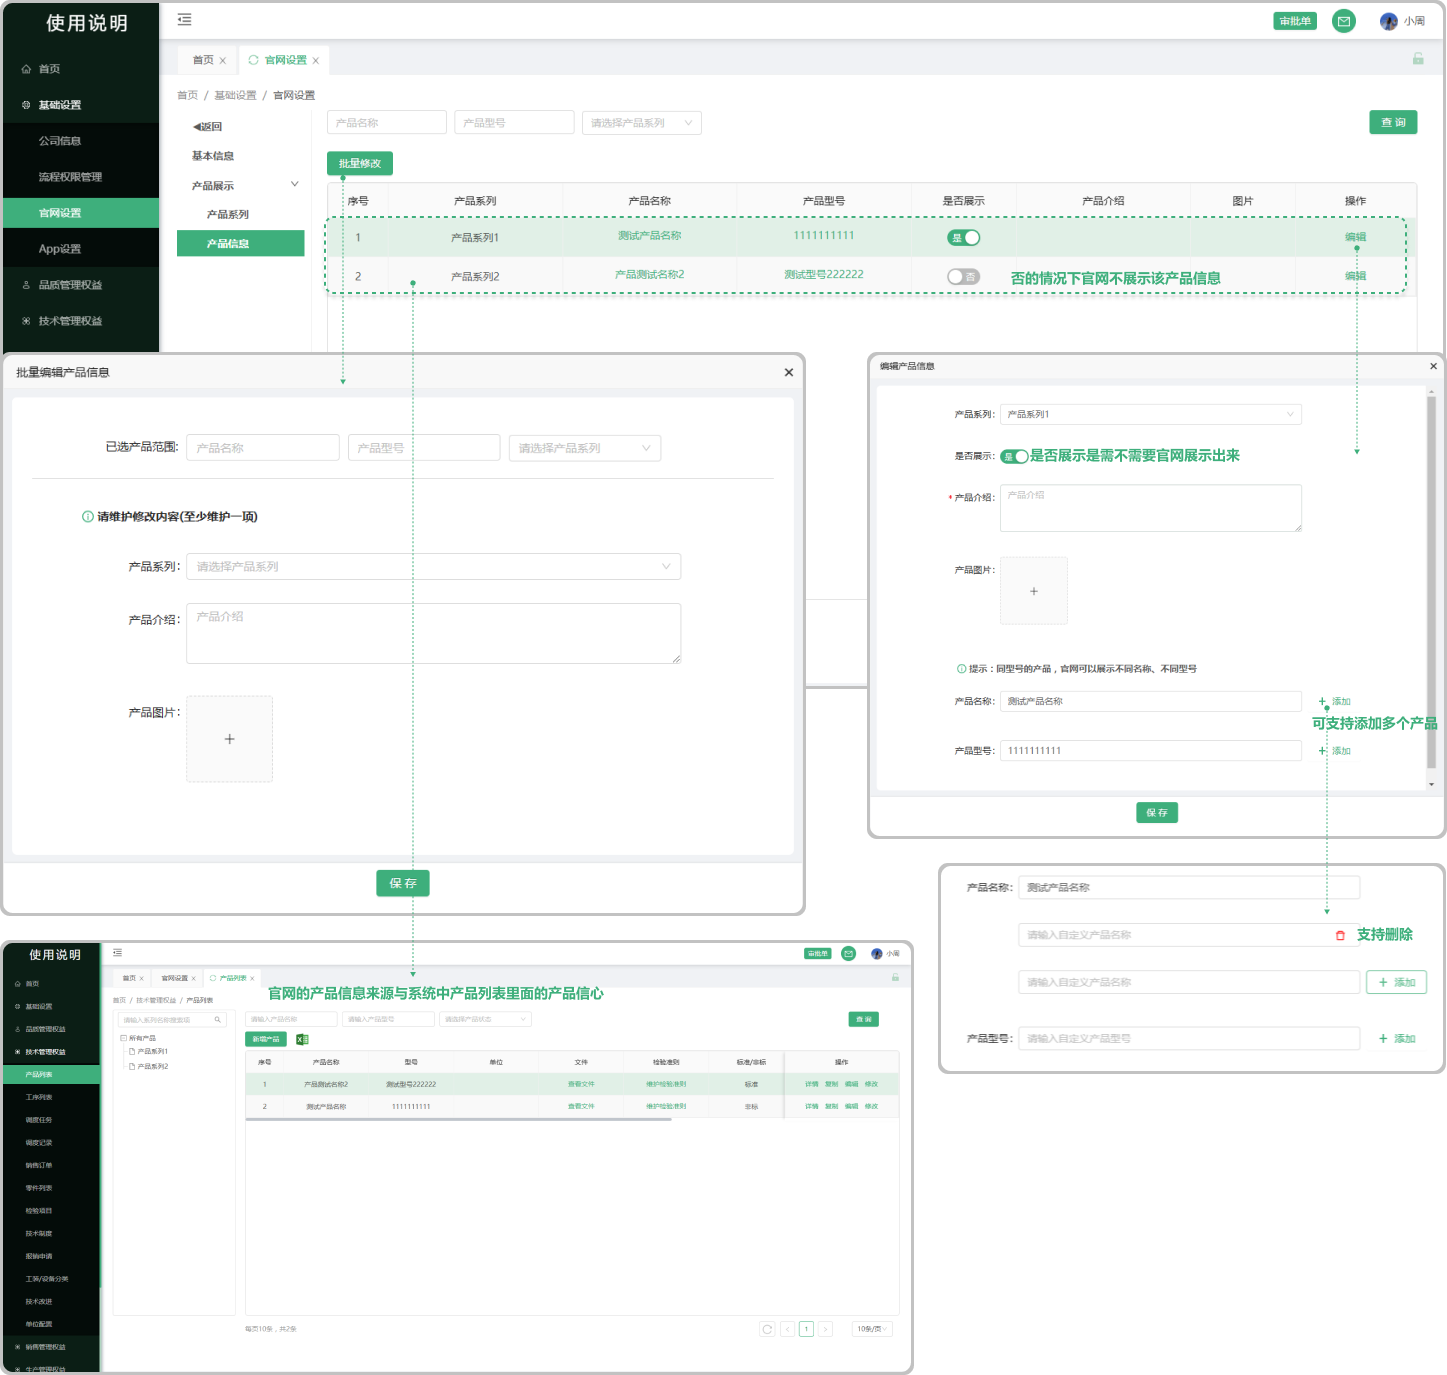 使用说明
审批单
小周
首页
基础设置
公司信息
流程权限管理
官网设置
App设置
品质管理权益
技术管理权益
首页
官网设置
首页 / 基础设置 / 官网设置
返回
基本信息
产品展示
产品系列
产品信息
产品名称 产品型号 请选择产品系列 查询
批量修改
序号 产品系列 产品名称 产品型号 是否展示 产品介绍 图片 操作
1 产品系列1 测试产品名称 1111111111 是 编辑
2 产品系列2 产品测试名称2 测试型号222222 否 否的情况下官网不展示该产品信息 编辑
批量编辑产品信息
已选产品范围: 产品名称 产品型号 请选择产品系列
请维护修改内容(至少维护一项)
产品系列: 请选择产品系列
产品介绍: 产品介绍
产品图片:
保存
编辑产品信息
产品系列: 产品系列1
是否展示: 是 是否展示是需不需要官网展示出来
* 产品介绍: 产品介绍
产品图片:
提示：同型号的产品，官网可以展示不同名称、不同型号
产品名称: 测试产品名称 + 添加
可支持添加多个产品
产品型号: 1111111111 + 添加
保存
产品名称: 测试产品名称
请输入自定义产品名称 支持删除
请输入自定义产品名称 + 添加
产品型号: 请输入自定义产品型号 + 添加
使用说明
审批单
小周
首页
基础设置
品质管理权益
技术管理权益
产品列表
工序列表
调度任务
调度记录
销售订单
零件列表
检验项目
技术制度
报销申请
工装/设备分类
技术改进
单位配置
销售管理权益
生产管理权益
首页 官网设置 产品列表
首页 / 技术管理权益 / 产品列表
官网的产品信息来源与系统中产品列表里面的产品信心
请输入系列名称搜索项
所有产品
产品系列1
产品系列2
请输入产品名称 请输入产品型号 请选择产品状态 查询
新增产品
序号 产品名称 型号 单位 文件 检验准则 标准/非标 操作
1 产品测试名称2 测试型号222222 查看文件 维护检验准则 标准 详情 复制 编辑 修改
2 测试产品名称 1111111111 查看文件 维护检验准则 非标 详情 复制 编辑 修改
每页10条，共2条
1
10条/页